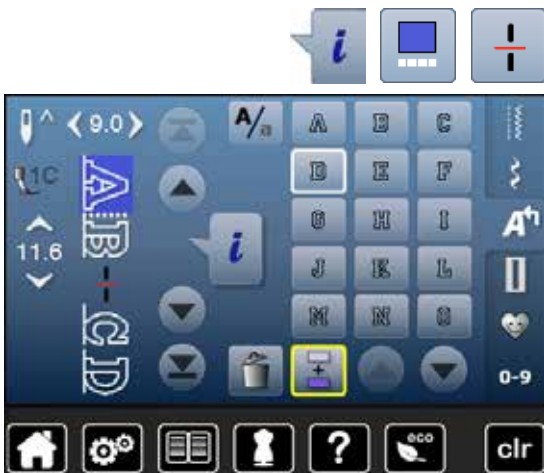 i
9.0 A/a A B C
1C A D E F
11.6 B i G H I A
J K L
C M N O
D 0-9
? eco clr